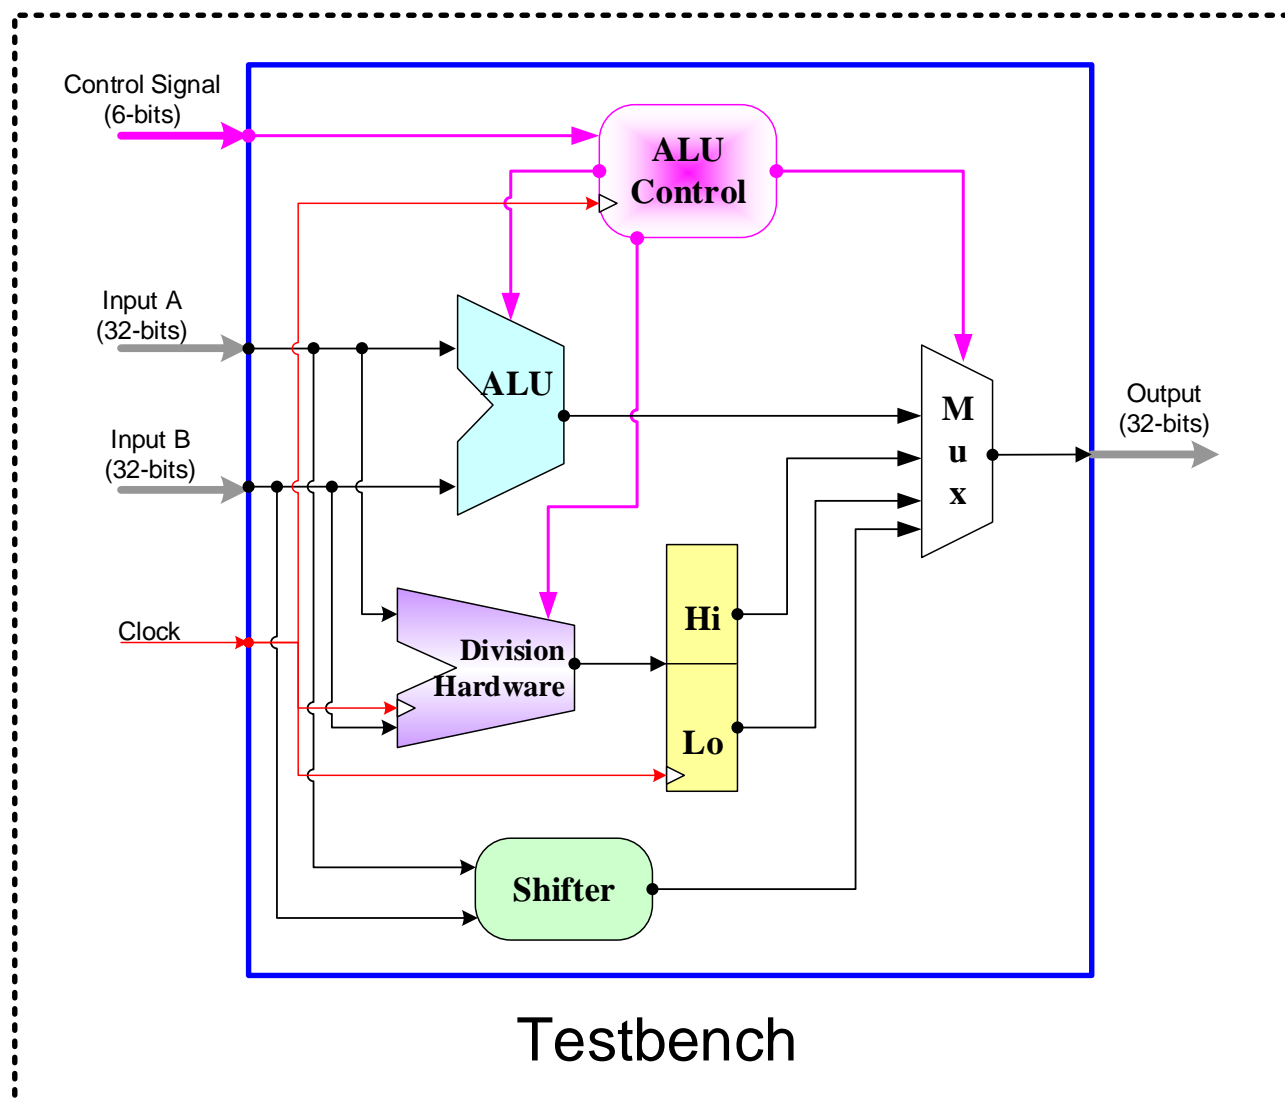 Control Signal
(6-bits)
ALU
Control
Input A
(32-bits)
ALU
M
u
x
Output
(32-bits)
Input B
(32-bits)
Hi
Clock
Division
Hardware
Lo
Shifter
Testbench